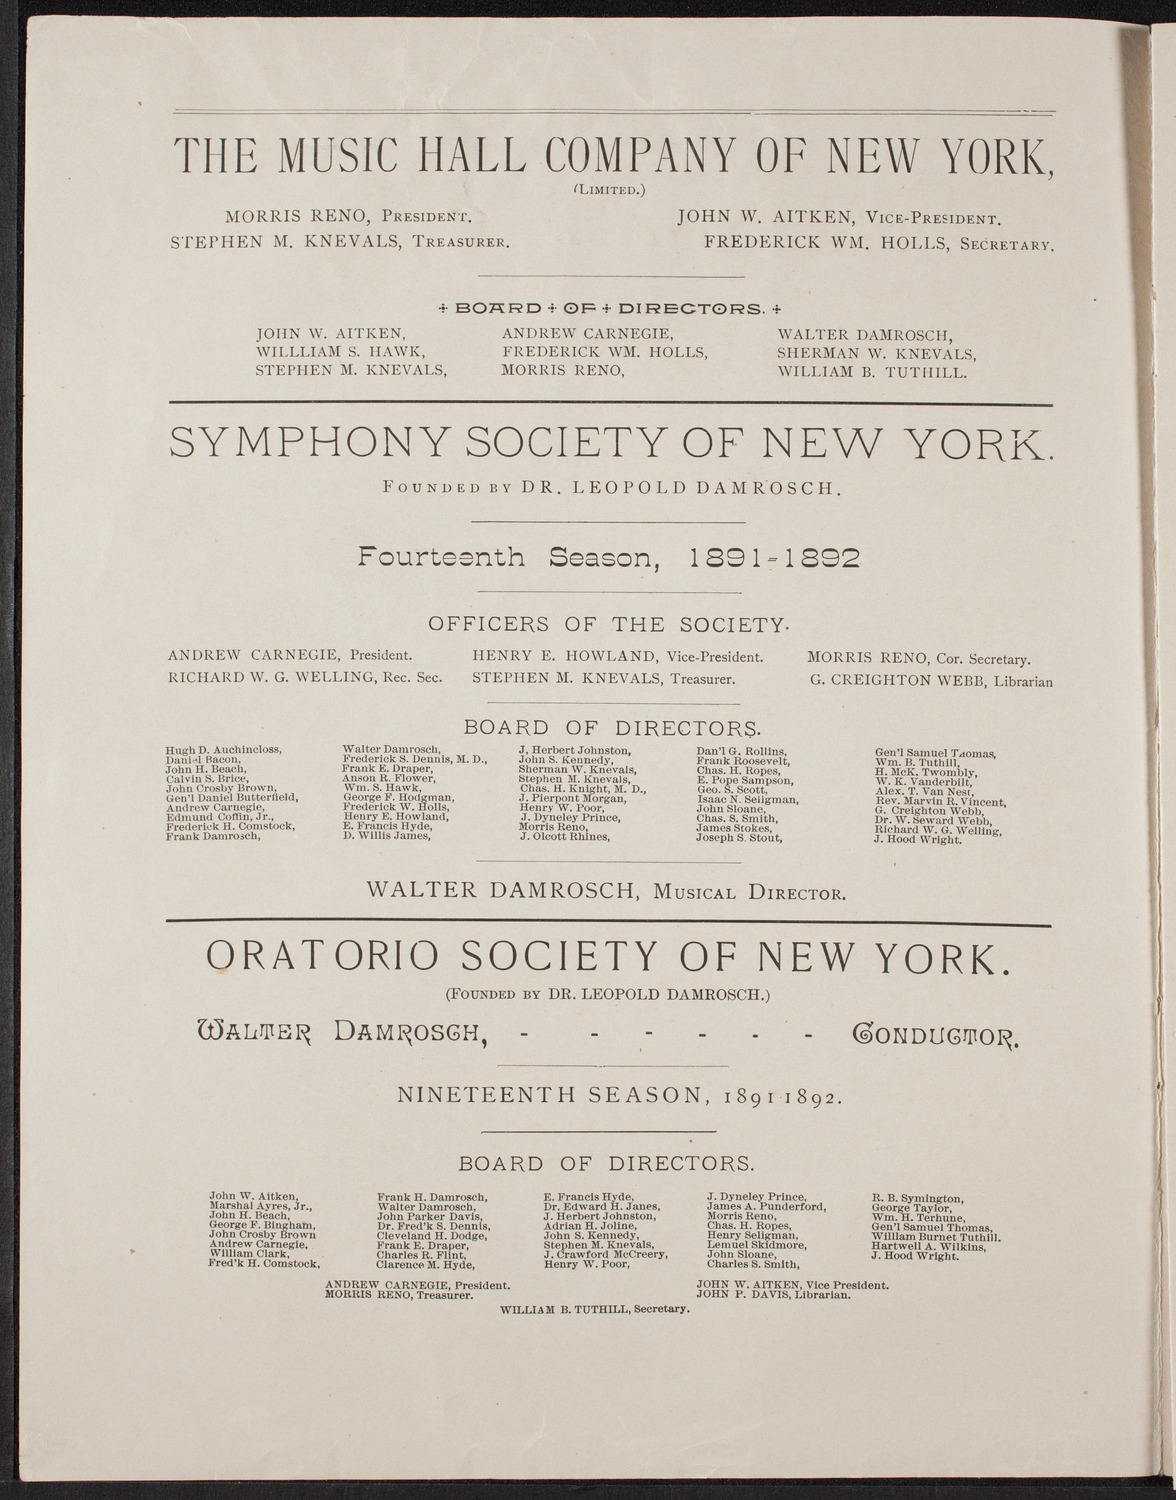 THE MUSIC HALL COMPANY OF NEW YORK,
(LIMITED.)
MORRIS RENO, PRESIDENT. JOHN W. AITKEN, VICE-PRESIDENT.
STEPHEN M. KNEVALS, TREASURER. FREDERICK WM. HOLLS, SECRETARY.
BOARD OF DIRECTORS.
JOHN W. AITKEN, ANDREW CARNEGIE, WALTER DAMROSCH,
WILLLIAM S. HAWK, FREDERICK WM. HOLLS, SHERMAN W. KNEVALS,
STEPHEN M. KNEVALS, MORRIS RENO, WILLIAM B. TUTHILL.
SYMPHONY SOCIETY OF NEW YORK.
FOUNDED BY DR. LEOPOLD DAMROSCH.
Fourteenth Season, 1891-1892
OFFICERS OF THE SOCIETY.
ANDREW CARNEGIE, President. HENRY E. HOWLAND, Vice-President. MORRIS RENO, Cor. Secretary.
RICHARD W. G. WELLING, Rec. Sec. STEPHEN M. KNEVALS, Treasurer. G. CREIGHTON WEBB, Librarian
BOARD OF DIRECTORS.
Hugh D. Auchincloss,
Daniel Bacon,
John H. Beach,
Calvin S. Brice,
John Crosby Brown,
Gen'l Daniel Butterfield,
Andrew Carnegie,
Edmund Coffin, Jr.,
Frederick H. Comstock,
Frank Damrosch,
Walter Damrosch,
Frederick S. Dennis, M. D.,
Frank E. Draper,
Anson R. Flower,
Wm. S. Hawk,
George F. Hodgman,
Frederick W. Holls,
Henry E. Howland,
E. Francis Hyde,
D. Willis James,
J. Herbert Johnston,
John S. Kennedy,
Sherman W. Knevals,
Stephen M. Knevals,
Chas. H. Knight, M. D.,
J. Pierpont Morgan,
Henry W. Poor,
J. Dyneley Prince,
Morris Reno,
J. Olcott Rhines,
Dan'l G. Rollins,
Frank Roosevelt,
Chas. H. Ropes,
E. Pope Sampson,
Geo. S. Scott,
Isaac N. Seligman,
John Sloane,
Chas. S. Smith,
James Stokes,
Joseph S. Stout,
Gen'l Samuel Thomas,
Wm. B. Tuthill,
H. McK. Twombly,
W. K. Vanderbilt,
Alex. T. Van Nest,
Rev. Marvin R. Vincent,
G. Creighton Webb,
Dr. W. Seward Webb,
Richard W. G. Welling,
J. Hood Wright.
WALTER DAMROSCH, MUSICAL DIRECTOR.
ORATORIO SOCIETY OF NEW YORK.
(FOUNDED BY DR. LEOPOLD DAMROSCH.)
WALTER DAMROSCH, - - - - - - CONDUCTOR.
NINETEENTH SEASON, 1891 1892.
BOARD OF DIRECTORS.
John W. Aitken,
Marshal Ayres, Jr.,
John H. Beach,
George F. Bingham,
John Crosby Brown
Andrew Carnegie,
William Clark,
Fred'k H. Comstock,
Frank H. Damrosch,
Walter Damrosch,
John Parker Davis,
Dr. Fred'k S. Dennis,
Cleveland H. Dodge,
Frank E. Draper,
Charles R. Flint,
Clarence M. Hyde,
E. Francis Hyde,
Dr. Edward H. Janes,
J. Herbert Johnston,
Adrian H. Joline,
John S. Kennedy,
Stephen M. Knevals,
J. Crawford McCreery,
Henry W. Poor,
J. Dyneley Prince,
James A. Punderford,
Morris Reno,
Chas. H. Ropes,
Henry Seligman,
Lemuel Skidmore,
John Sloane,
Charles S. Smith,
R. B. Symington,
George Taylor,
Wm. H. Terhune,
Gen'l Samuel Thomas,
William Burnet Tuthill.
Hartwell A. Wilkins,
J. Hood Wright.
ANDREW CARNEGIE, President. JOHN W. AITKEN, Vice President.
MORRIS RENO, Treasurer. JOHN P. DAVIS, Librarian.
WILLIAM B. TUTHILL, Secretary.